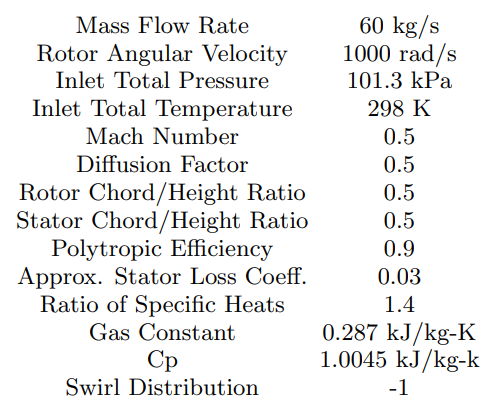 Mass Flow Rate 60 kg/s
Rotor Angular Velocity 1000 rad/s
Inlet Total Pressure 101.3 kPa
Inlet Total Temperature 298 K
Mach Number 0.5
Diffusion Factor 0.5
Rotor Chord/Height Ratio 0.5
Stator Chord/Height Ratio 0.5
Polytropic Efficiency 0.9
Approx. Stator Loss Coeff. 0.03
Ratio of Specific Heats 1.4
Gas Constant 0.287 kJ/kg-K
Cp 1.0045 kJ/kg-k
Swirl Distribution -1